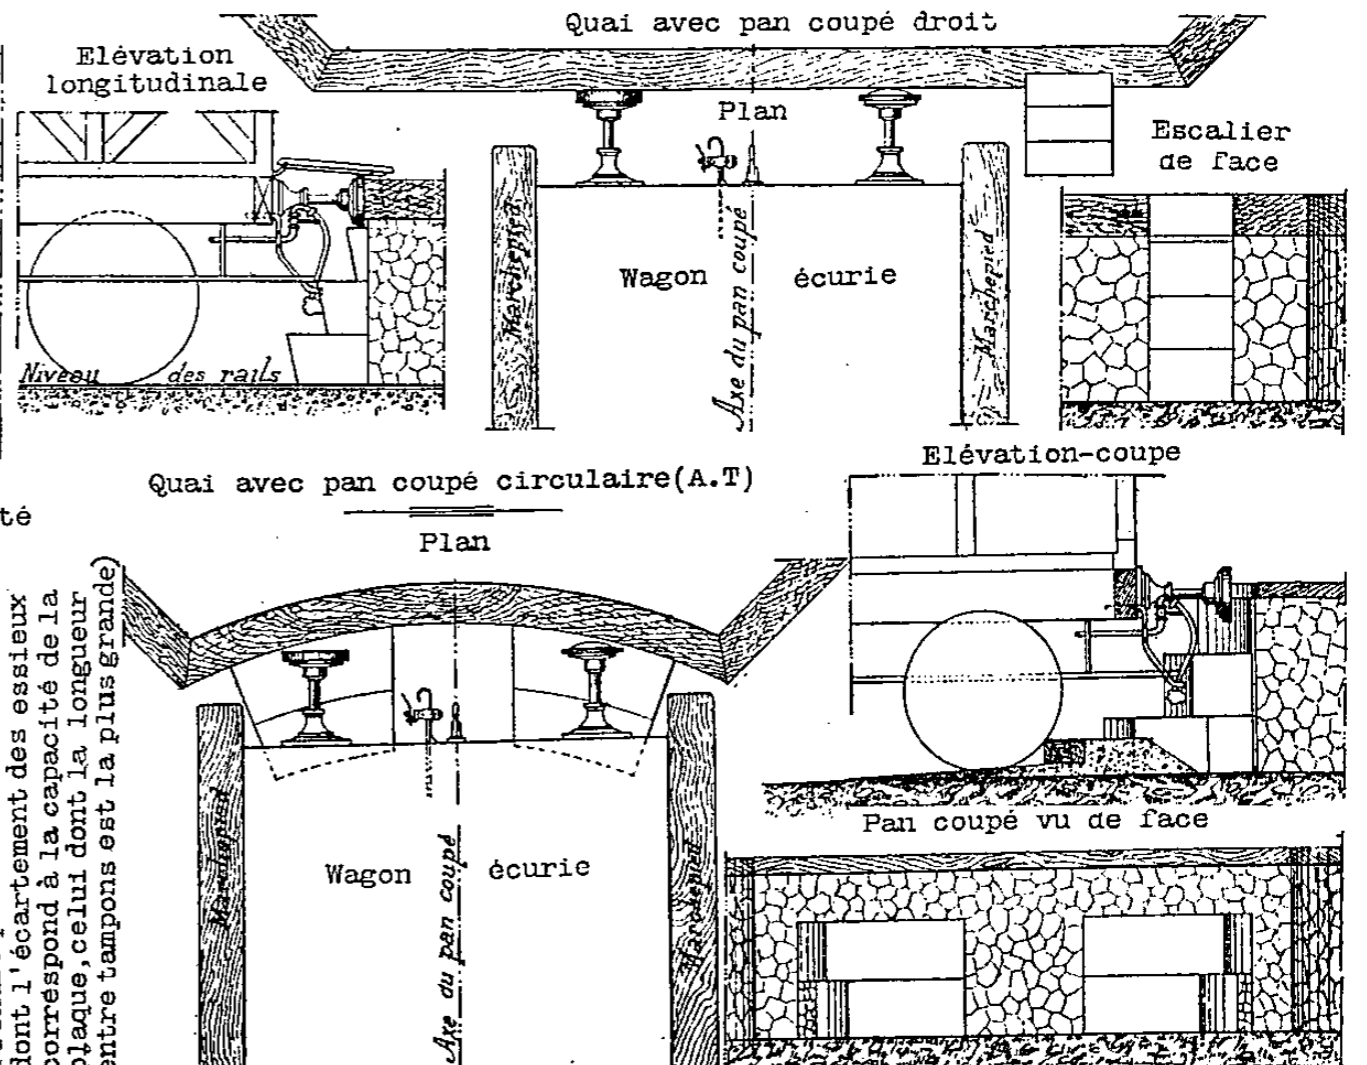 Quai avec pan coupé droit
Elévation
longitudinale
Plan
Escalier
de face
Marchepied
Wagon écurie
Axe du pan coupé
Marchepied
Niveau des rails
Elévation-coupe
Quai avec pan coupé circulaire(A.T)
té
Plan
dont l'écartement des essieux
correspond à la capacité de la
plaque,celui dont la longueur
entre tampons est la plus grande)
Pan coupé vu de face
Marchepied
Wagon écurie
Axe du pan coupé
Marchepied